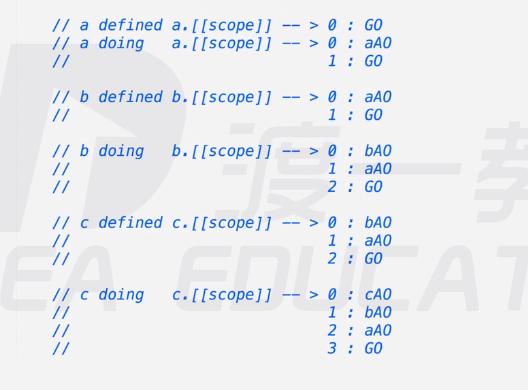 // a defined a.[[scope]] -- > 0 : GO
// a doing   a.[[scope]] -- > 0 : aAO
//                            1 : GO
// b defined b.[[scope]] -- > 0 : aAO
//                            1 : GO
// b doing   b.[[scope]] -- > 0 : bAO
//                            1 : aAO
//                            2 : GO
// c defined c.[[scope]] -- > 0 : bAO
//                            1 : aAO
//                            2 : GO
// c doing   c.[[scope]] -- > 0 : cAO
//                            1 : bAO
//                            2 : aAO
//                            3 : GO
渡一
EDUCAT